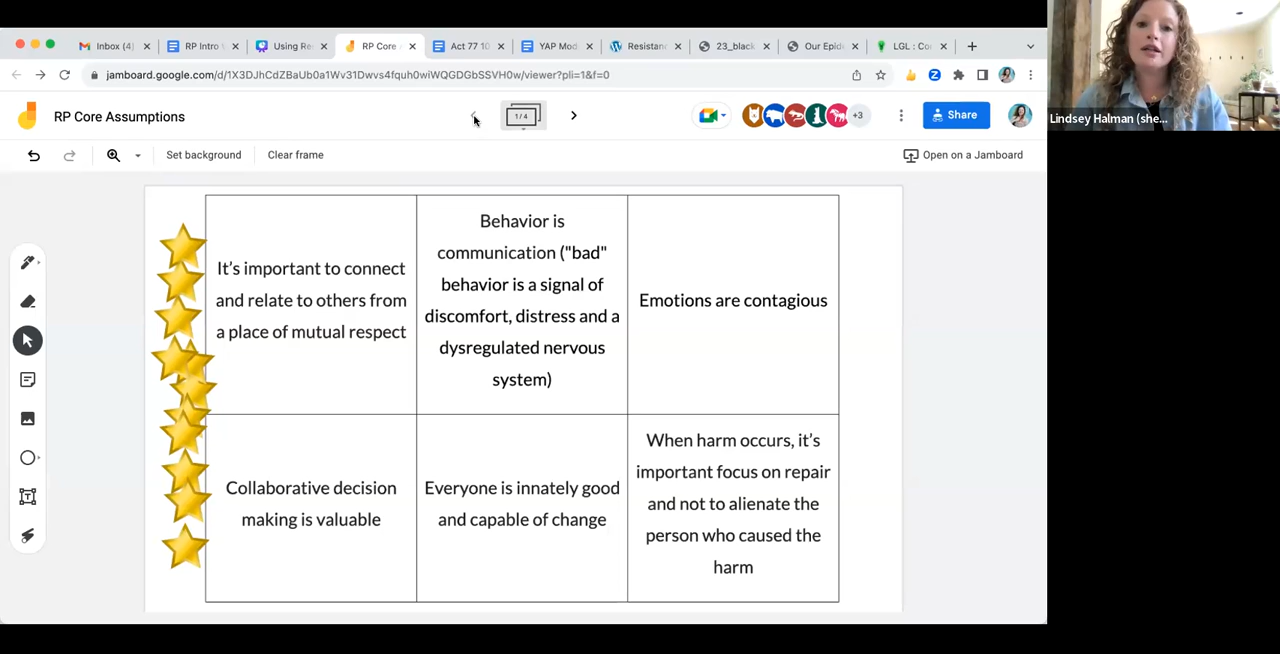 Inbox (4)
RP Intro
Using Re
RP Core
Act 77 10
YAP Mod
Resistan
23_black
Our Epid
LGL : Co
jamboard.google.com/d/1X3DJhCdZBaUb0a1Wv31Dwvs4fquh0wiWQGDGbSSVH0w/viewer?pli=1&f=0
RP Core Assumptions
1/4
+3
Share
Set background
Clear frame
Open on a Jamboard
Lindsey Halman (she...
It's important to connect
and relate to others from
a place of mutual respect
Behavior is
communication ("bad"
behavior is a signal of
discomfort, distress and a
dysregulated nervous
system)
Emotions are contagious
Collaborative decision
making is valuable
Everyone is innately good
and capable of change
When harm occurs, it's
important focus on repair
and not to alienate the
person who caused the
harm